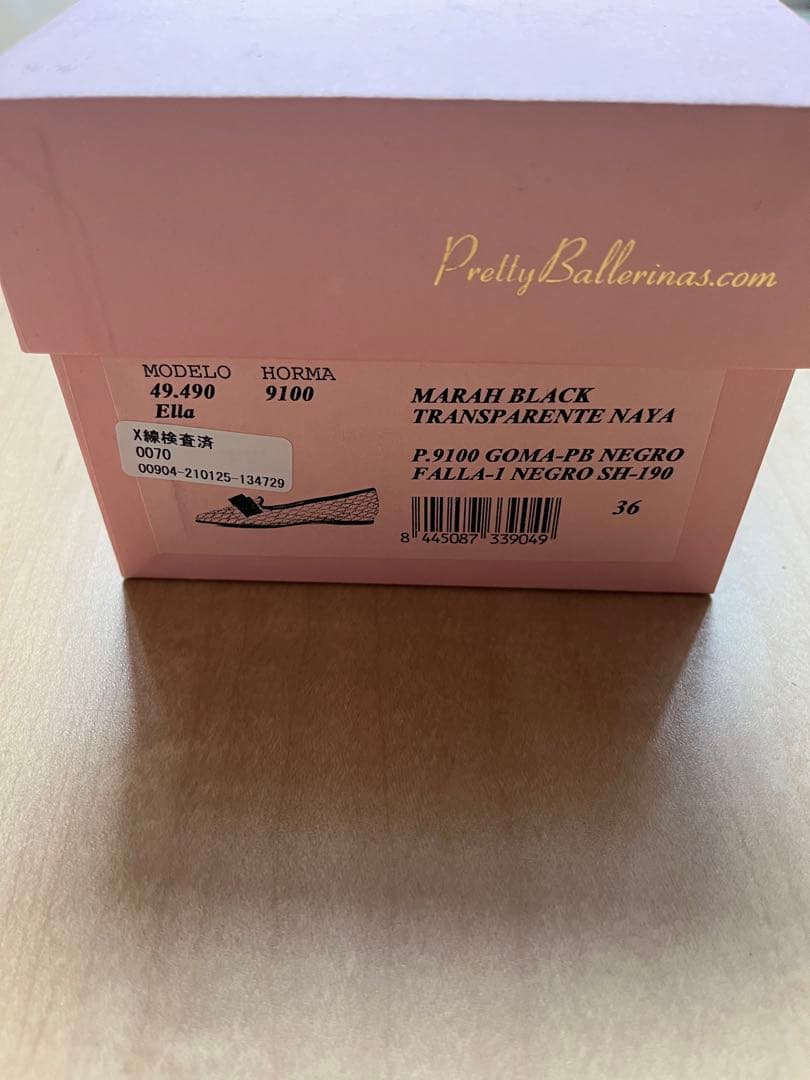 PrettyBallerinas.com
MODELO HORMA
49.490 9100
Ella
X線検査済
0070
00904-210125-134729
MARAH BLACK
TRANSPARENTE NAYA
P.9100 GOMA-PB NEGRO
FALLA-1 NEGRO SH-190
36
8 445087 339049